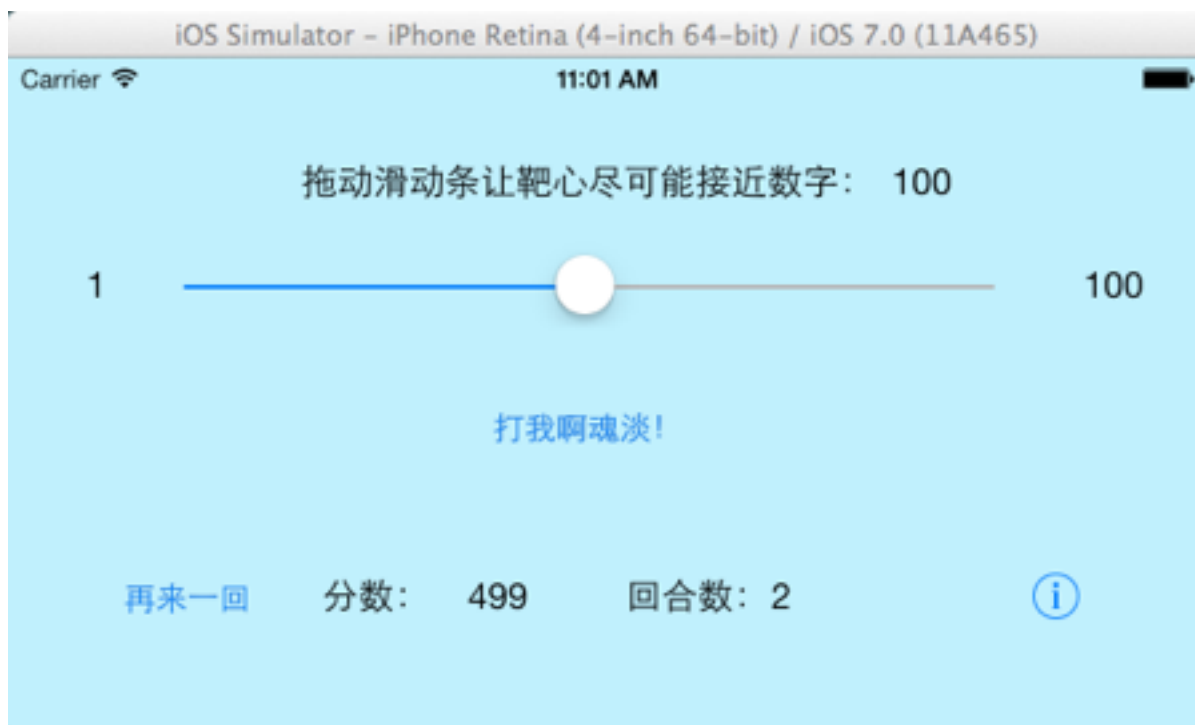 iOS Simulator – iPhone Retina (4-inch 64-bit) / iOS 7.0 (11A465)
Carrier 11:01 AM
拖动滑动条让靶心尽可能接近数字： 100
1 100
打我啊魂淡！
再来一回 分数： 499 回合数：2 i